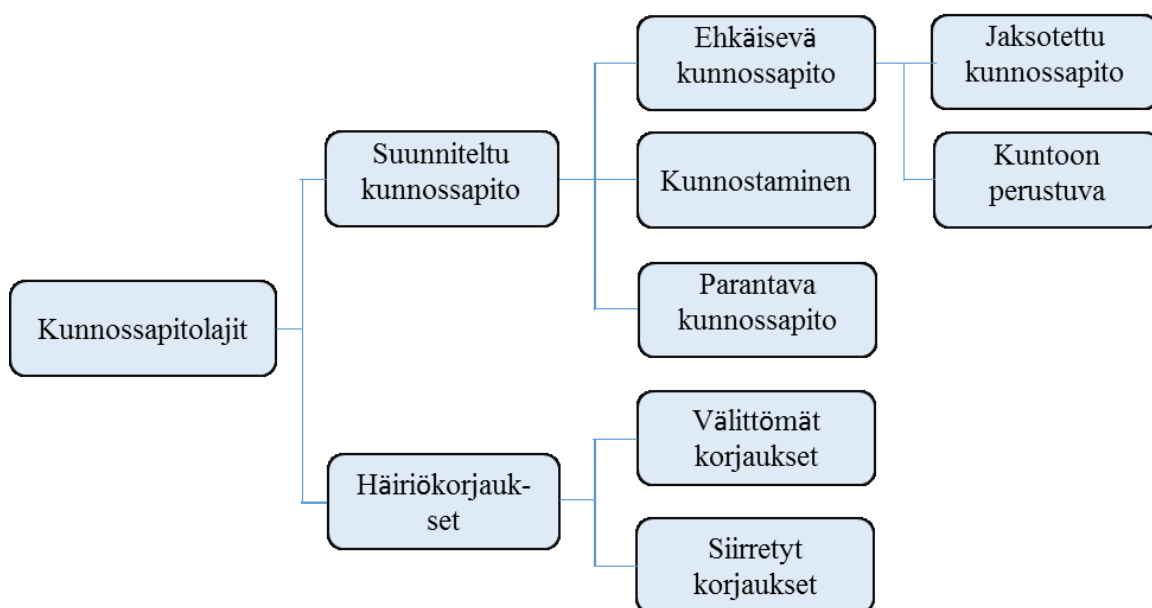 Ehkäisevä
kunnossapito
Jaksotettu
kunnossapito
Suunniteltu
kunnossapito
Kunnostaminen
Kuntoon
perustuva
Parantava
kunnossapito
Kunnossapitolajit
Välittömät
korjaukset
Häiriökorjauk-
set
Siirretyt
korjaukset